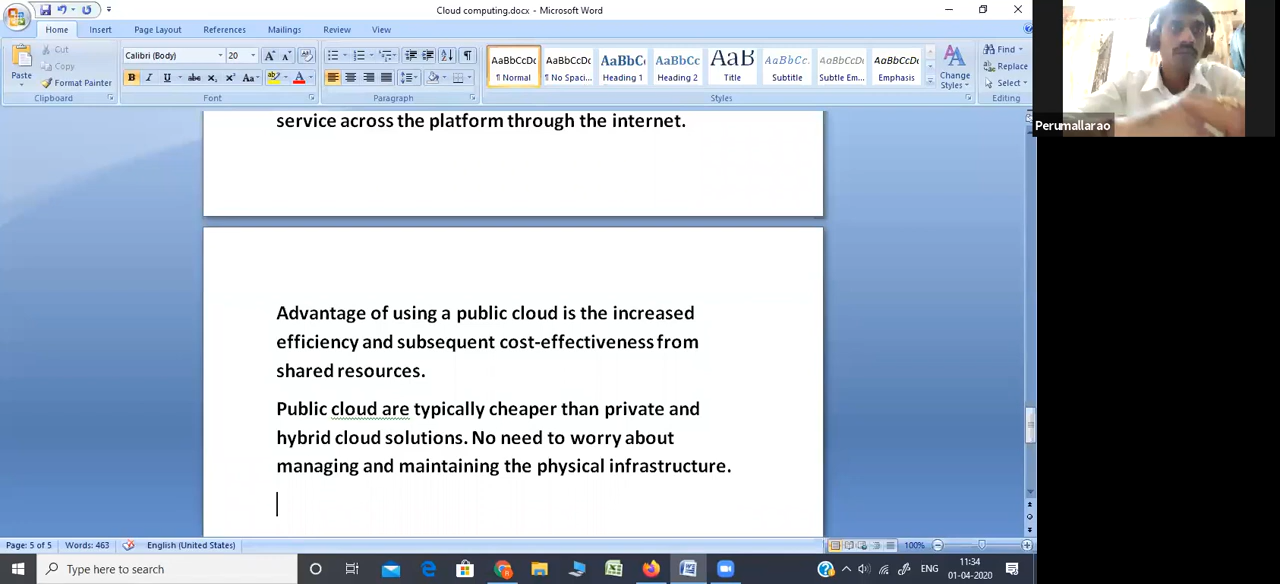 Cloud computing.docx - Microsoft Word
Home Insert Page Layout References Mailings Review View
Paste
Cut
Copy
Format Painter
Clipboard
Calibri (Body) 20
Font
Paragraph
AaBbCcDc AaBbCcDc AaBbC AaBbCc AaB AaBbCc. AaBbCcDc AaBbCcDc
¶ Normal ¶ No Spaci... Heading 1 Heading 2 Title Subtitle Subtle Em... Emphasis
Change
Styles
Styles
Find
Replace
Select
Editing
Perumallarao
service across the platform through the internet.
Advantage of using a public cloud is the increased
efficiency and subsequent cost-effectiveness from
shared resources.
Public cloud are typically cheaper than private and
hybrid cloud solutions. No need to worry about
managing and maintaining the physical infrastructure.
Page: 5 of 5 Words: 463 English (United States) 100%
Type here to search
ENG
11:34
01-04-2020